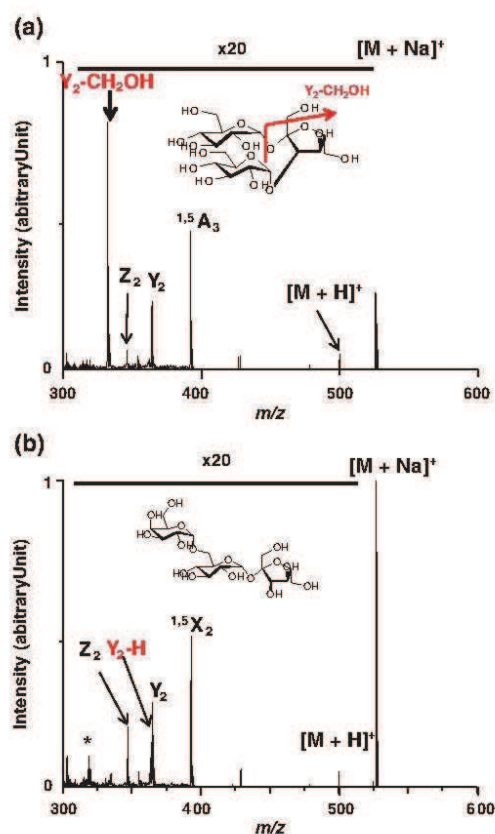 (a)
x20
[M + Na]+
Y2-CH2OH
Y2-CH2OH
1,5A3
Z2
Y2
[M + H]+
Intensity (abitraryUnit)
1
0
300
400
500
600
m/z
(b)
x20
[M + Na]+
1,5X2
Z2 Y2-H
Y2
*
[M + H]+
Intensity (abitraryUnit)
1
0
300
400
500
600
m/z